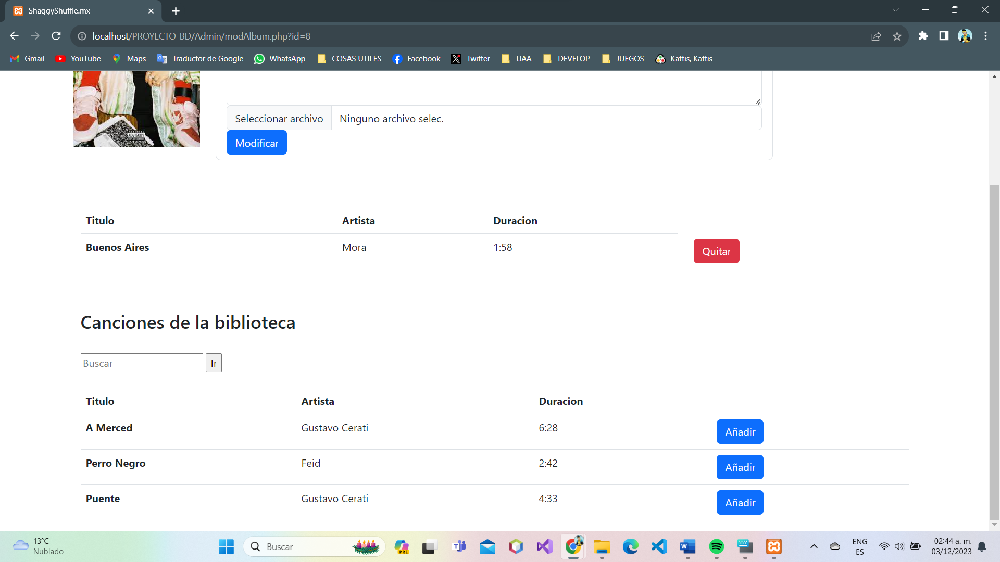 ShaggyShuffle.mx
localhost/PROYECTO_BD/Admin/modAlbum.php?id=8
Gmail YouTube Maps Traductor de Google WhatsApp COSAS UTILES Facebook Twitter UAA DEVELOP JUEGOS Kattis, Kattis
ADVISORY
Seleccionar archivo Ninguno archivo selec.
Modificar
Titulo Artista Duracion
Buenos Aires Mora 1:58 Quitar
Canciones de la biblioteca
Buscar Ir
Titulo Artista Duracion
A Merced Gustavo Cerati 6:28 Añadir
Perro Negro Feid 2:42 Añadir
Puente Gustavo Cerati 4:33 Añadir
13°C
Nublado
Buscar
PRE
ENG
ES
02:44 a. m.
03/12/2023